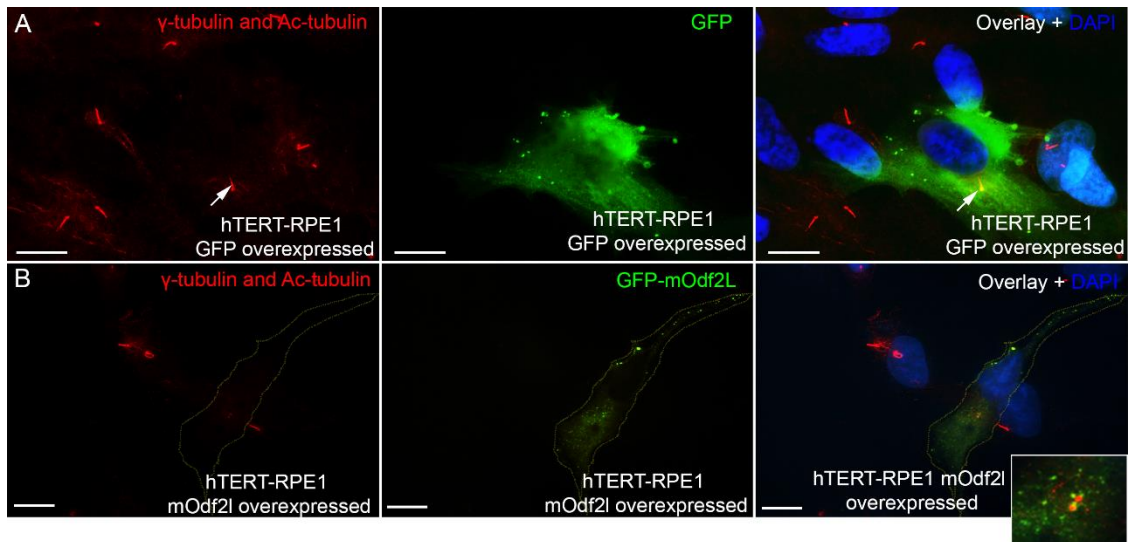 A
γ-tubulin and Ac-tubulin
GFP
Overlay + DAPI
hTERT-RPE1
GFP overexpressed
hTERT-RPE1
GFP overexpressed
hTERT-RPE1
GFP overexpressed
B
γ-tubulin and Ac-tubulin
GFP-mOdf2L
Overlay + DAPI
hTERT-RPE1
mOdf2l overexpressed
hTERT-RPE1
mOdf2l overexpressed
hTERT-RPE1 mOdf2l
overexpressed